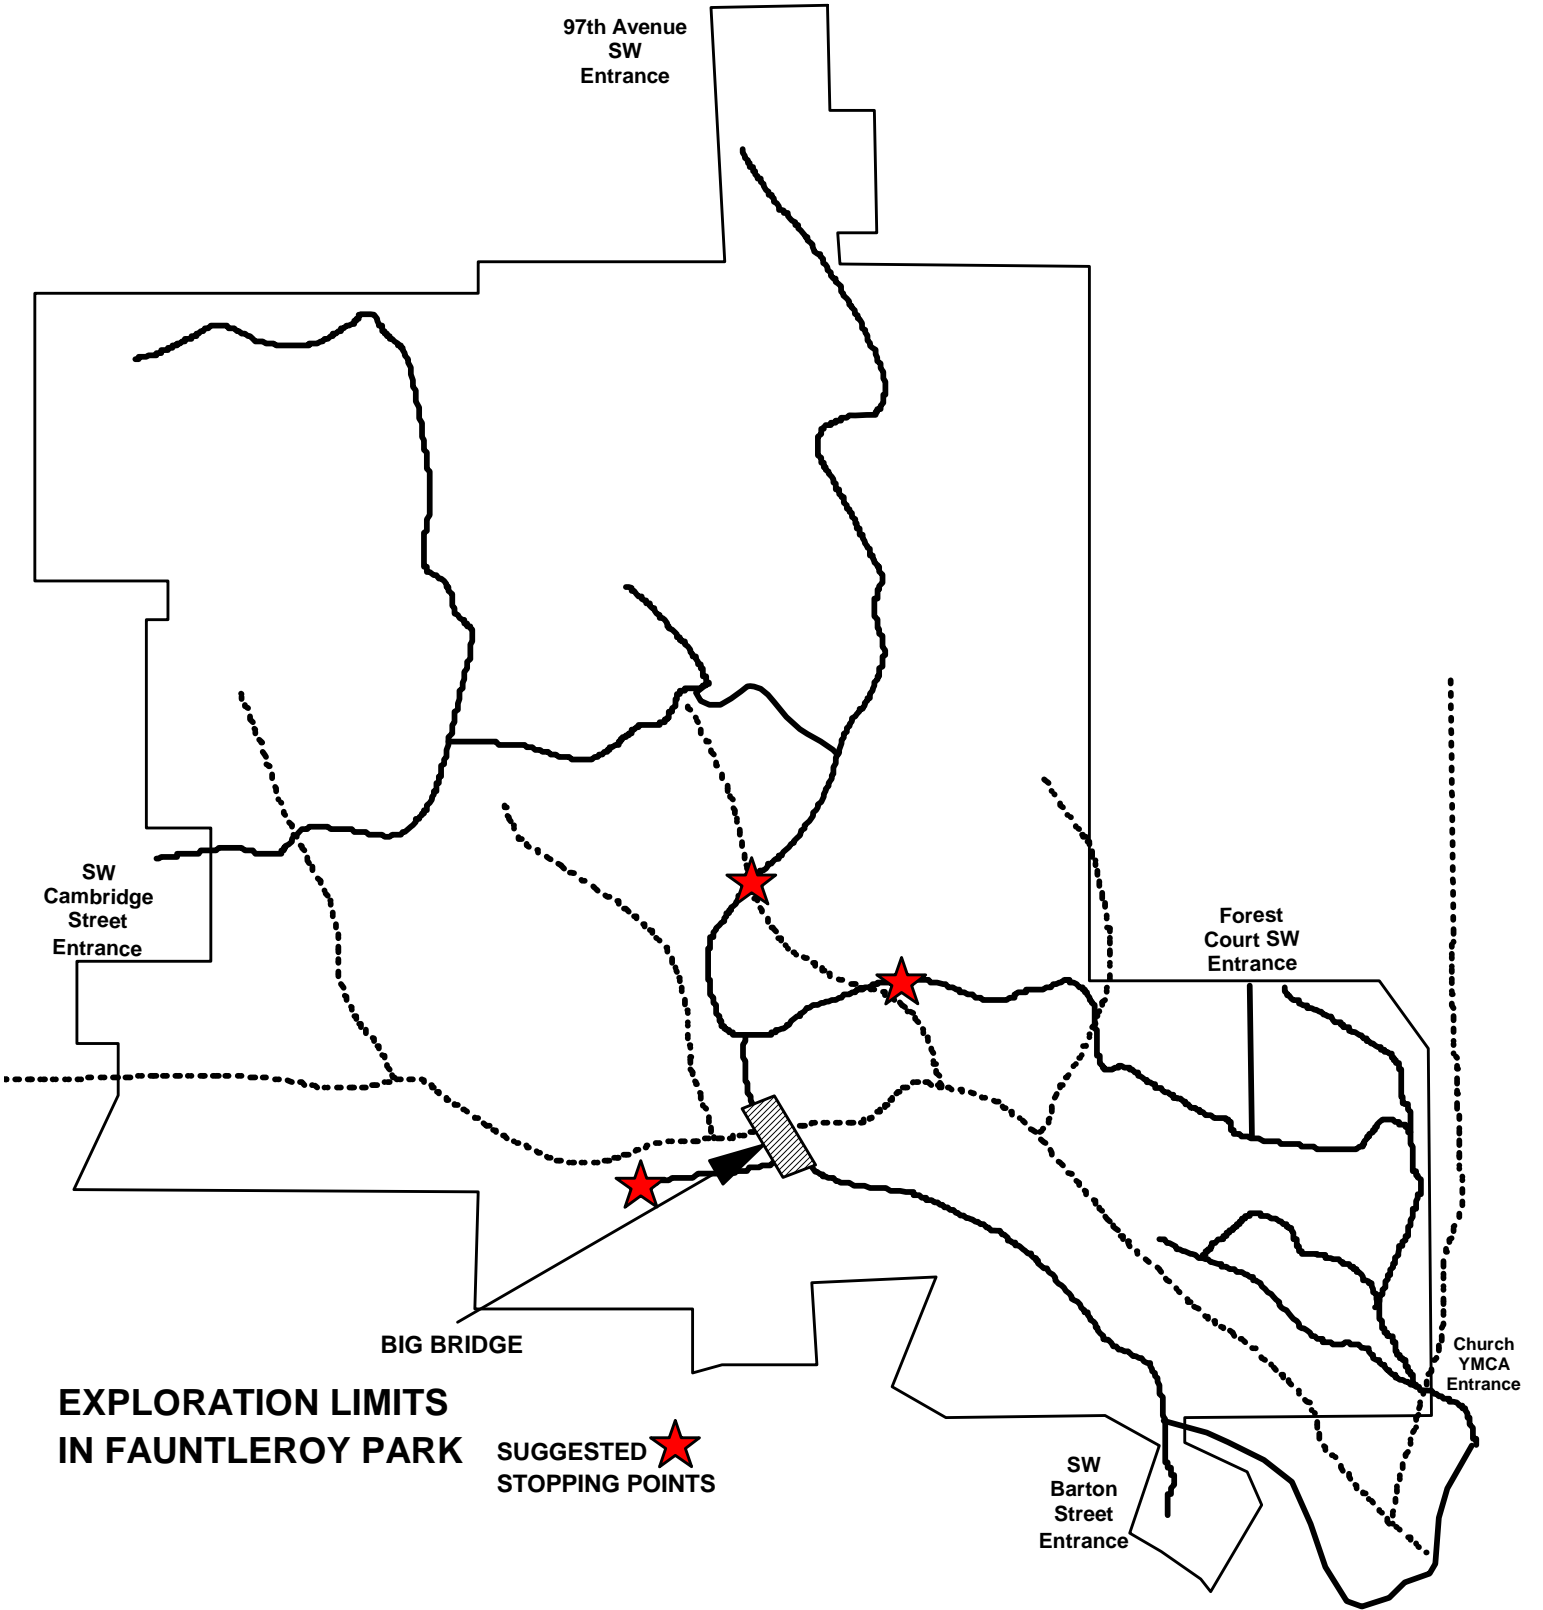 97th Avenue
SW
Entrance
SW
Cambridge
Street
Entrance
Forest
Court SW
Entrance
Church
YMCA
Entrance
BIG BRIDGE
EXPLORATION LIMITS
IN FAUNTLEROY PARK
SUGGESTED
STOPPING POINTS
SW
Barton
Street
Entrance